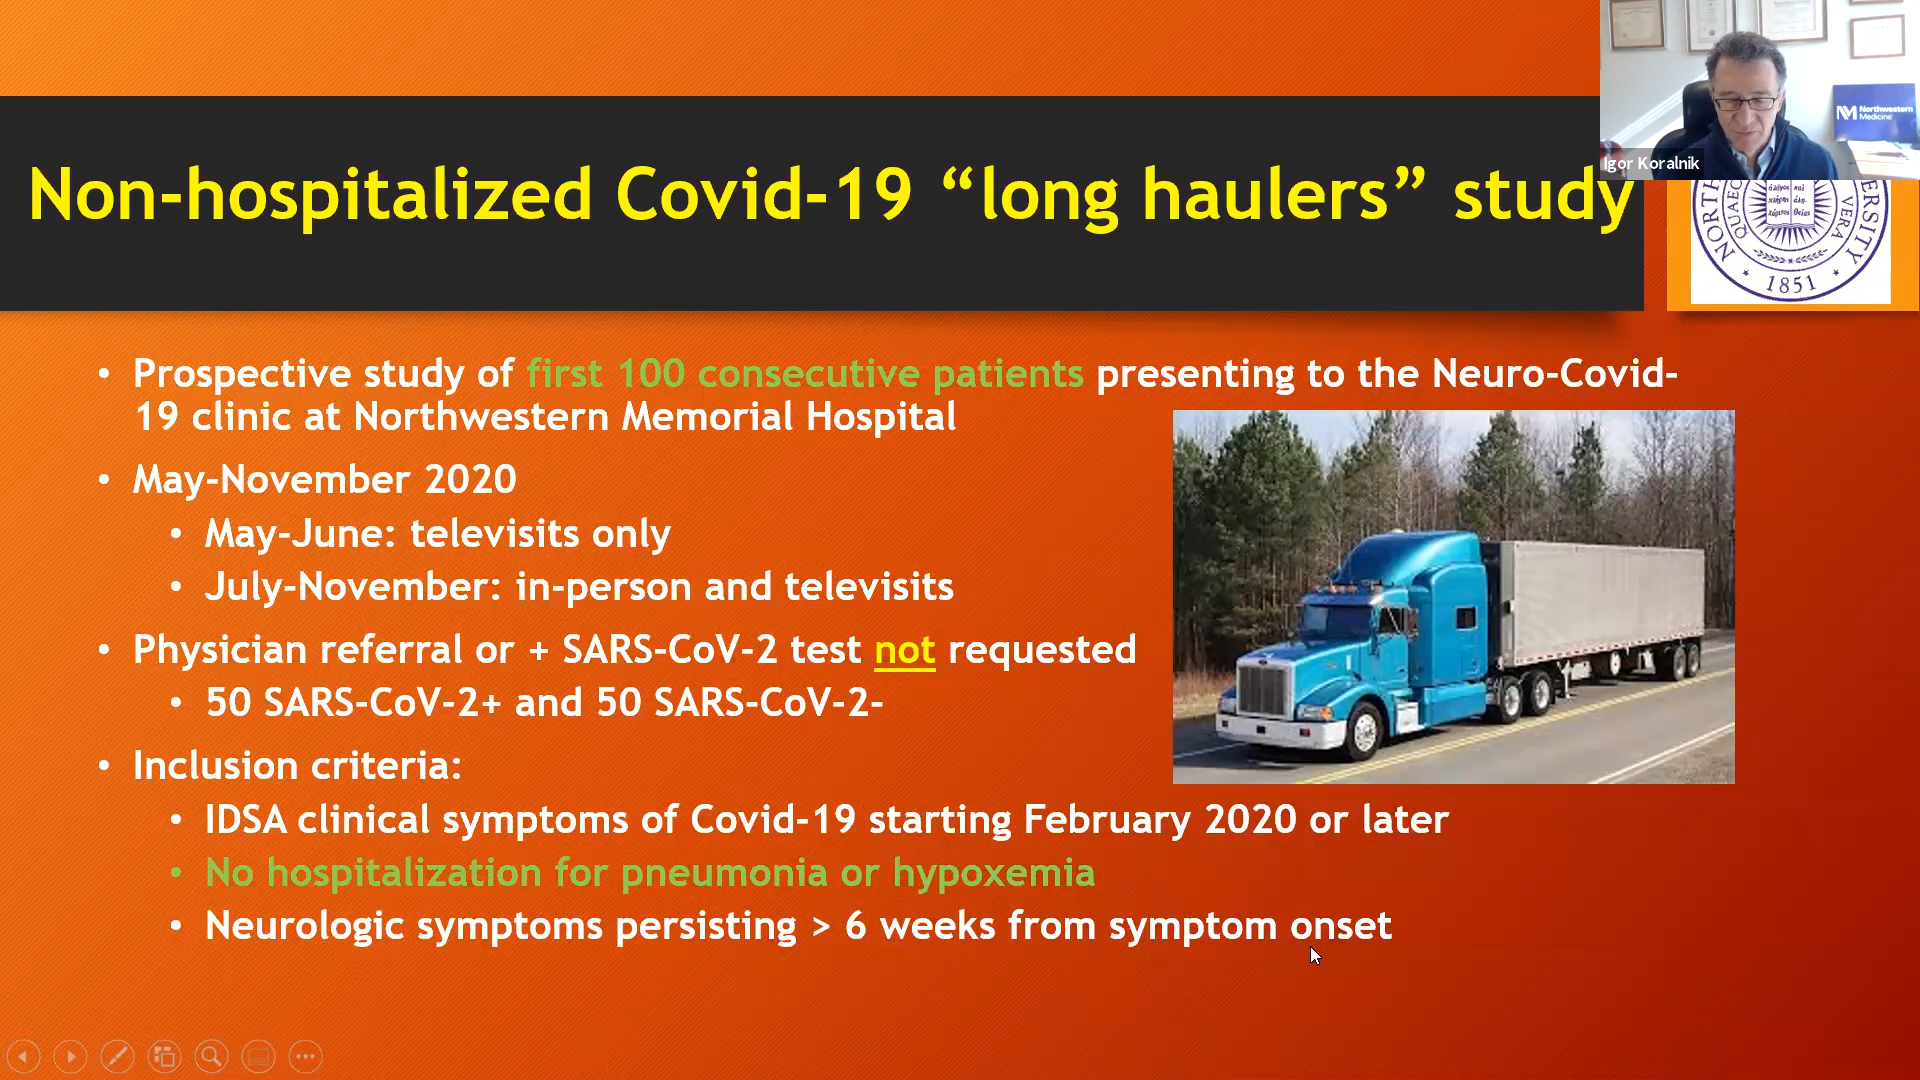 Northwestern
Medicine
Igor Koralnik
Non-hospitalized Covid-19 “long haulers” study
1851
• Prospective study of first 100 consecutive patients presenting to the Neuro-Covid-
19 clinic at Northwestern Memorial Hospital
• May-November 2020
• May-June: televisits only
• July-November: in-person and televisits
• Physician referral or + SARS-CoV-2 test not requested
• 50 SARS-CoV-2+ and 50 SARS-CoV-2-
• Inclusion criteria:
• IDSA clinical symptoms of Covid-19 starting February 2020 or later
• No hospitalization for pneumonia or hypoxemia
• Neurologic symptoms persisting > 6 weeks from symptom onset